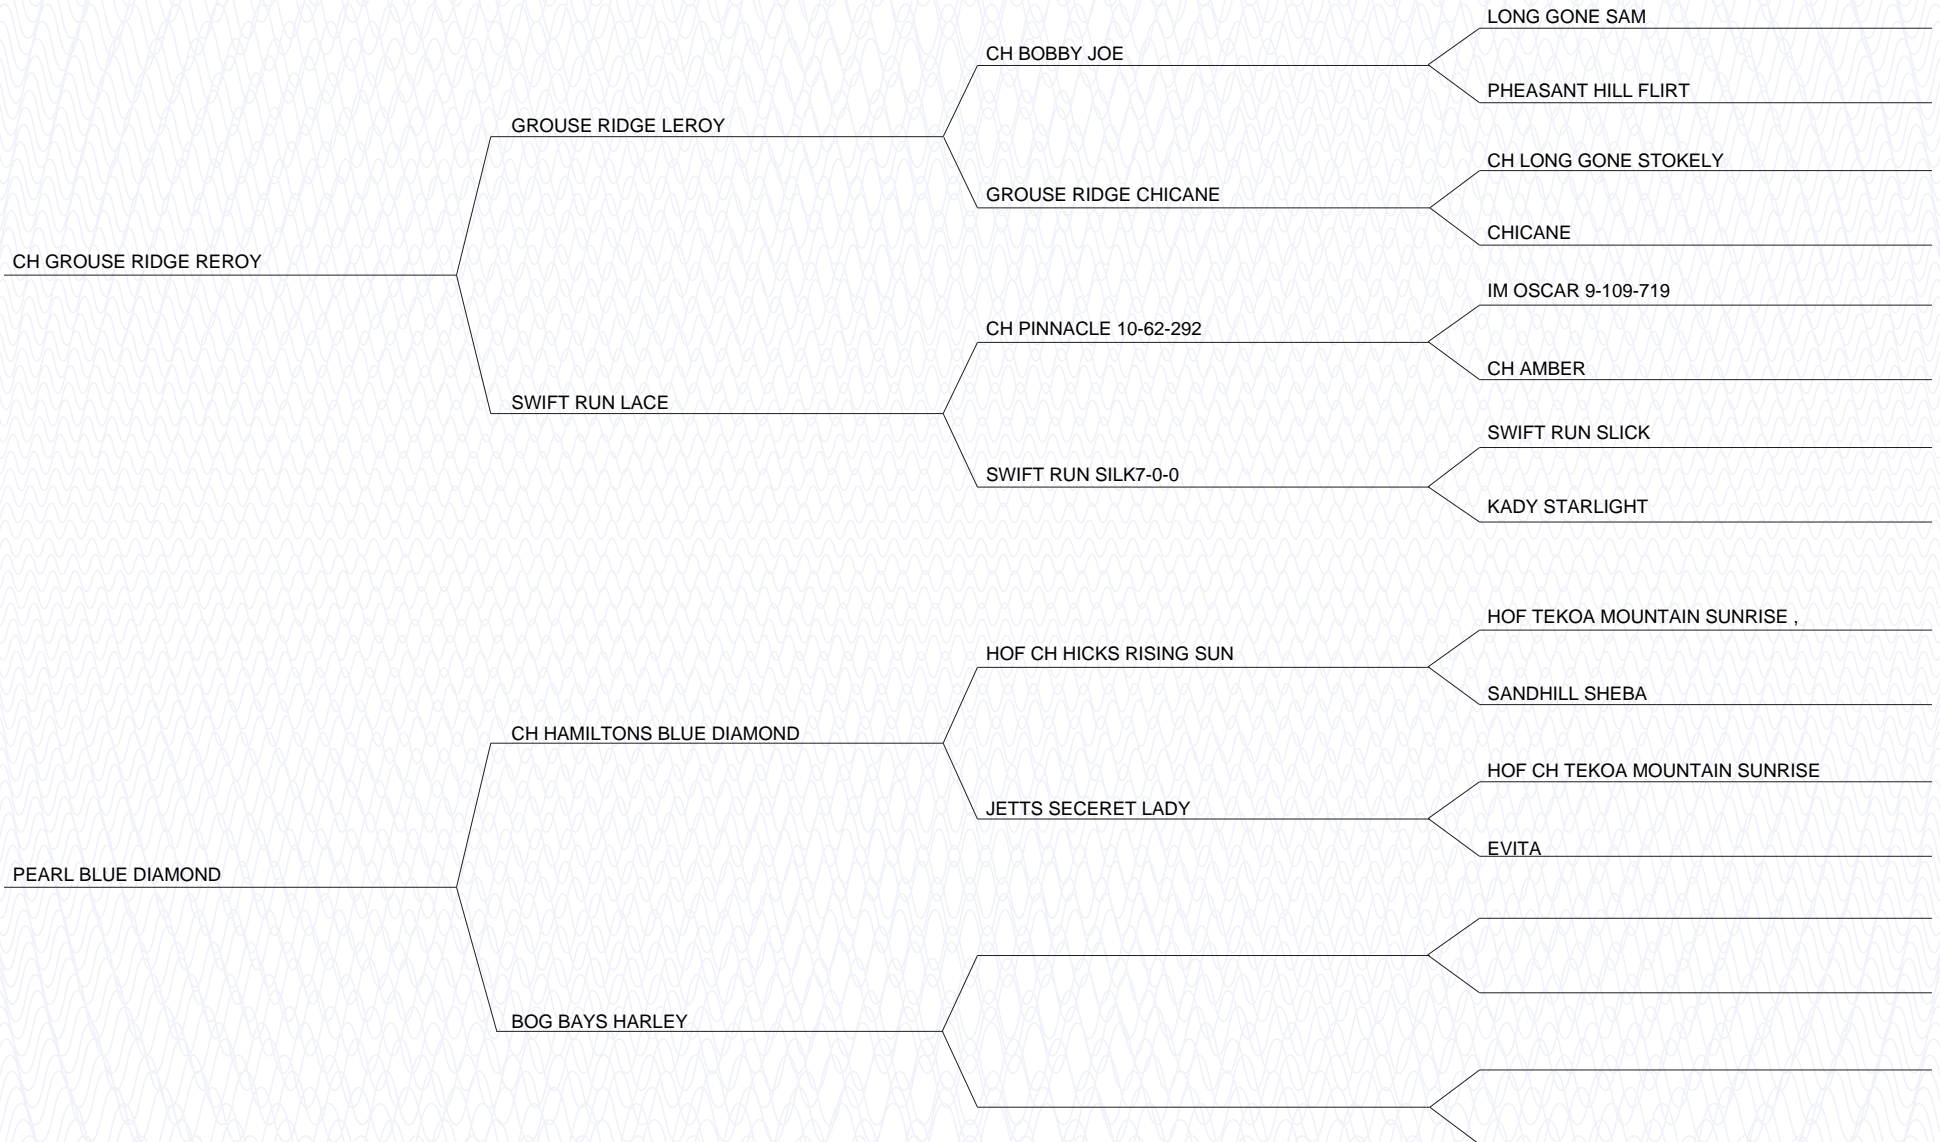 LONG GONE SAM
CH BOBBY JOE
PHEASANT HILL FLIRT
GROUSE RIDGE LEROY
CH LONG GONE STOKELY
GROUSE RIDGE CHICANE
CHICANE
CH GROUSE RIDGE REROY
IM OSCAR 9-109-719
CH PINNACLE 10-62-292
CH AMBER
SWIFT RUN LACE
SWIFT RUN SLICK
SWIFT RUN SILK7-0-0
KADY STARLIGHT
HOF TEKOA MOUNTAIN SUNRISE ,
HOF CH HICKS RISING SUN
SANDHILL SHEBA
CH HAMILTONS BLUE DIAMOND
HOF CH TEKOA MOUNTAIN SUNRISE
JETTS SECERET LADY
EVITA
PEARL BLUE DIAMOND
BOG BAYS HARLEY